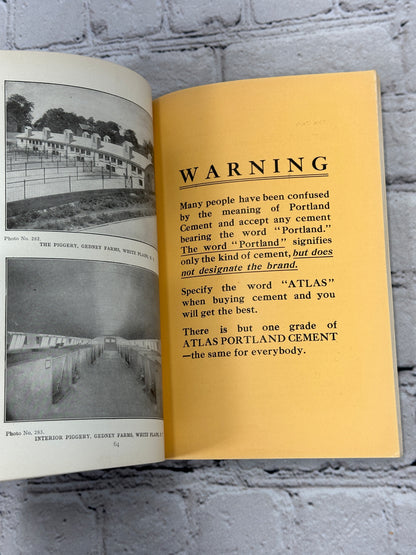 Photo No. 282.
THE PIGGERY, GEDNEY FARMS, WHITE PLAIN, N. Y.
Photo No. 283.
INTERIOR PIGGERY, GEDNEY FARMS, WHITE PLAIN,
64
WARNING
Many people have been confused
by the meaning of Portland
Cement and accept any cement
bearing the word "Portland."
The word "Portland" signifies
only the kind of cement, but does
not designate the brand.
Specify the word "ATLAS"
when buying cement and you
will get the best.
There is but one grade of
ATLAS PORTLAND CEMENT
—the same for everybody.